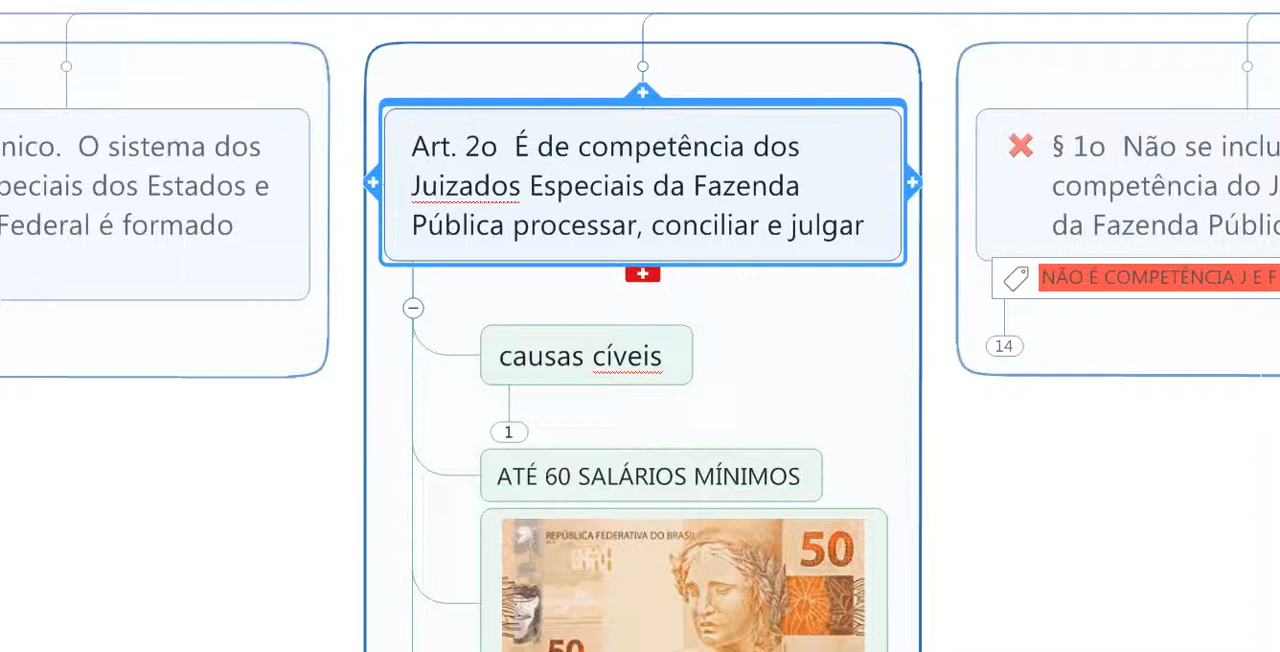 nico.  O sistema dos
peciais dos Estados e
Federal é formado
Art. 2o  É de competência dos
Juizados Especiais da Fazenda
Pública processar, conciliar e julgar
causas cíveis
1
ATÉ 60 SALÁRIOS MÍNIMOS
REPÚBLICA FEDERATIVA DO BRASIL
50
50
§ 1o  Não se inclu
competência do J
da Fazenda Públic
NÃO É COMPETÊNCIA J E F
14